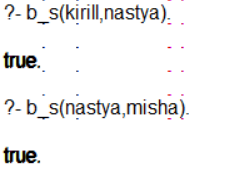 ?- b_s(kirill,nastya).
true.
?- b_s(nastya,misha).
true.